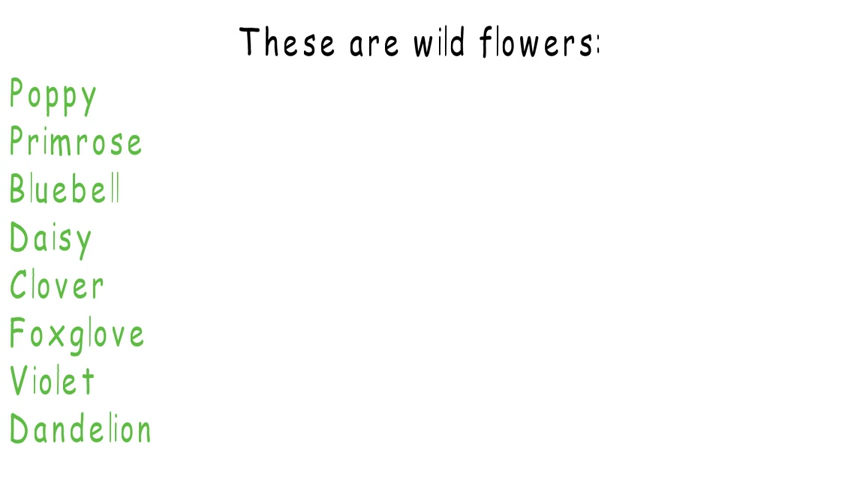 These are wild flowers:
Poppy
Primrose
Bluebell
Daisy
Clover
Foxglove
Violet
Dandelion